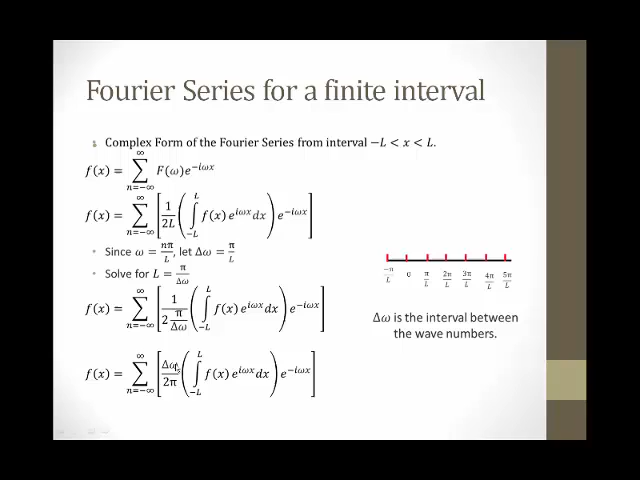 Fourier Series for a finite interval
Complex Form of the Fourier Series from interval −L < x < L.
f(x) = ∑_{n=−∞}^{∞} F(ω)e^{−iωx}
f(x) = ∑_{n=−∞}^{∞} [ 1/2L ( ∫_{−L}^{L} f(x) e^{iωx} dx ) e^{−iωx} ]
• Since ω = nπ/L, let Δω = π/L
• Solve for L = π/Δω
f(x) = ∑_{n=−∞}^{∞} [ 1/(2 π/Δω) ( ∫_{−L}^{L} f(x) e^{iωx} dx ) e^{−iωx} ]
f(x) = ∑_{n=−∞}^{∞} [ Δω/2π ( ∫_{−L}^{L} f(x) e^{iωx} dx ) e^{−iωx} ]
−π/L 0 π/L 2π/L 3π/L 4π/L 5π/L
Δω is the interval between
the wave numbers.